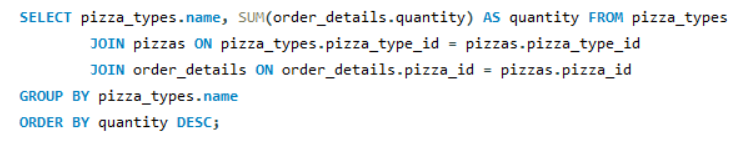 SELECT pizza_types.name, SUM(order_details.quantity) AS quantity FROM pizza_types
JOIN pizzas ON pizza_types.pizza_type_id = pizzas.pizza_type_id
JOIN order_details ON order_details.pizza_id = pizzas.pizza_id
GROUP BY pizza_types.name
ORDER BY quantity DESC;